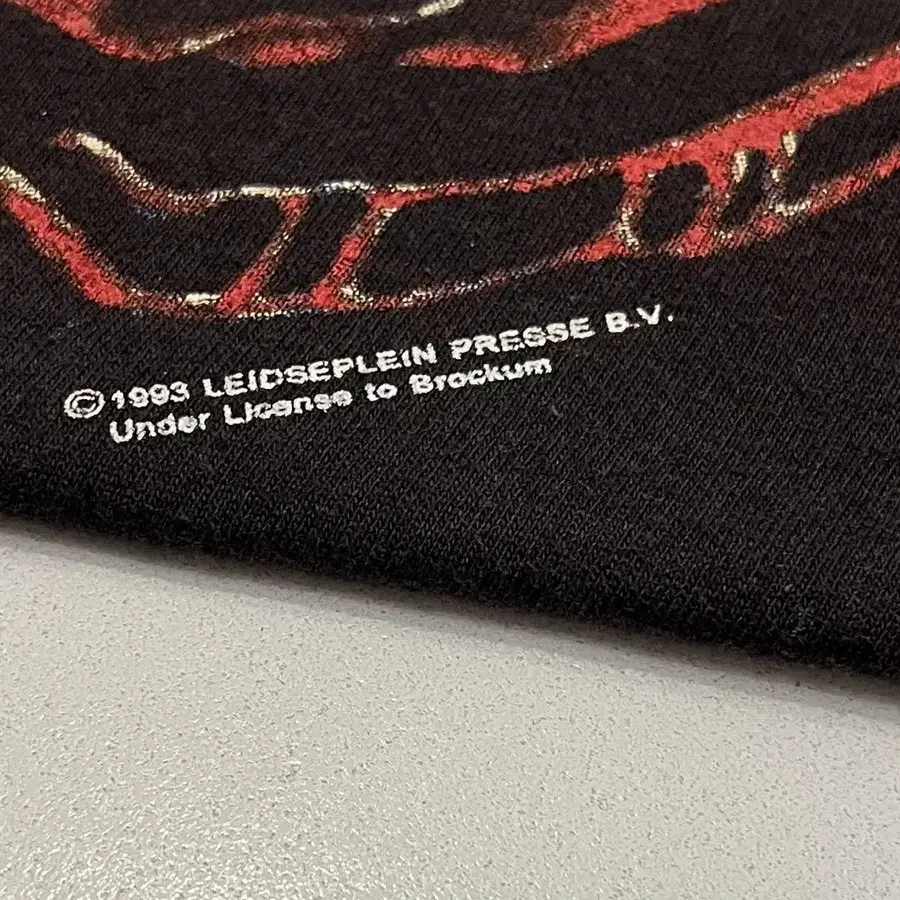 ©1993 LEIDSEPLEIN PRESSE B.V.
Under License to Brockum